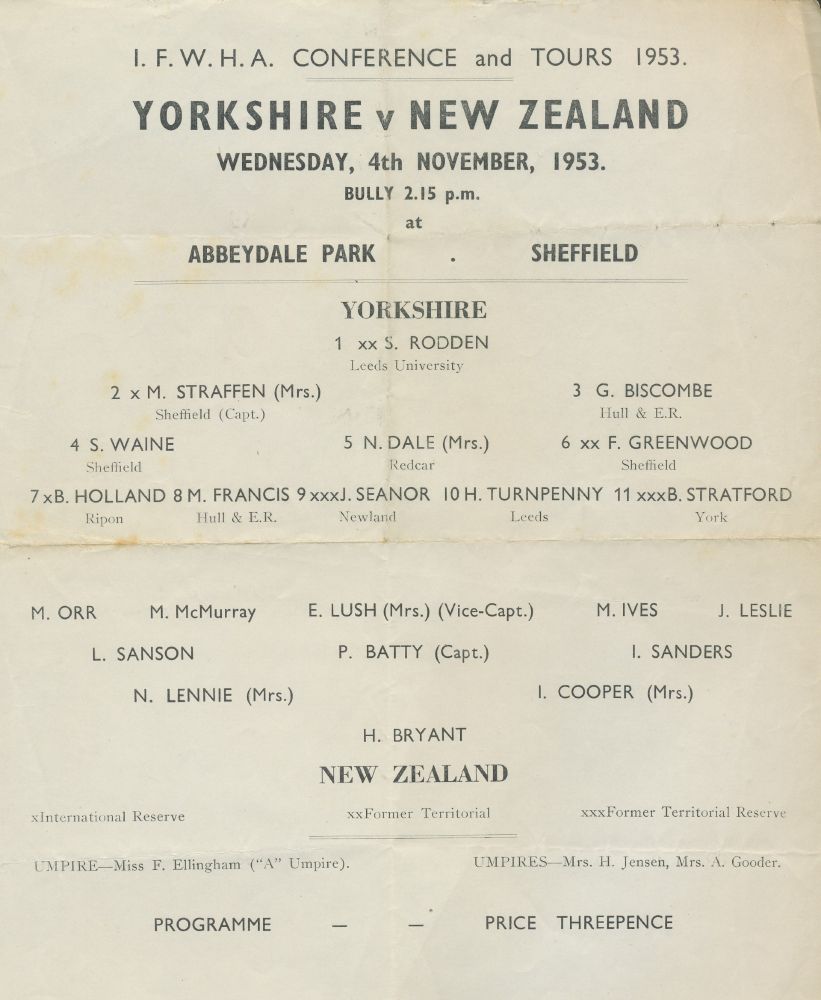 I. F. W. H. A. CONFERENCE and TOURS 1953.
YORKSHIRE v NEW ZEALAND
WEDNESDAY, 4th NOVEMBER, 1953.
BULLY 2.15 p.m.
at
ABBEYDALE PARK . SHEFFIELD
YORKSHIRE
1 xx S. RODDEN
Leeds University
2 x M. STRAFFEN (Mrs.) 3 G. BISCOMBE
Sheffield (Capt.) Hull & E.R.
4 S. WAINE 5 N. DALE (Mrs.) 6 xx F. GREENWOOD
Sheffield Redcar Sheffield
7 xB. HOLLAND 8 M. FRANCIS 9 xxxJ. SEANOR 10 H. TURNPENNY 11 xxxB. STRATFORD
Ripon Hull & E.R. Newland Leeds York
M. ORR M. McMurray E. LUSH (Mrs.) (Vice-Capt.) M. IVES J. LESLIE
L. SANSON P. BATTY (Capt.) I. SANDERS
N. LENNIE (Mrs.) I. COOPER (Mrs.)
H. BRYANT
NEW ZEALAND
xInternational Reserve xxFormer Territorial xxxFormer Territorial Reserve
UMPIRE—Miss F. Ellingham ("A" Umpire). UMPIRES—Mrs. H. Jensen, Mrs. A. Gooder.
PROGRAMME — — PRICE THREEPENCE